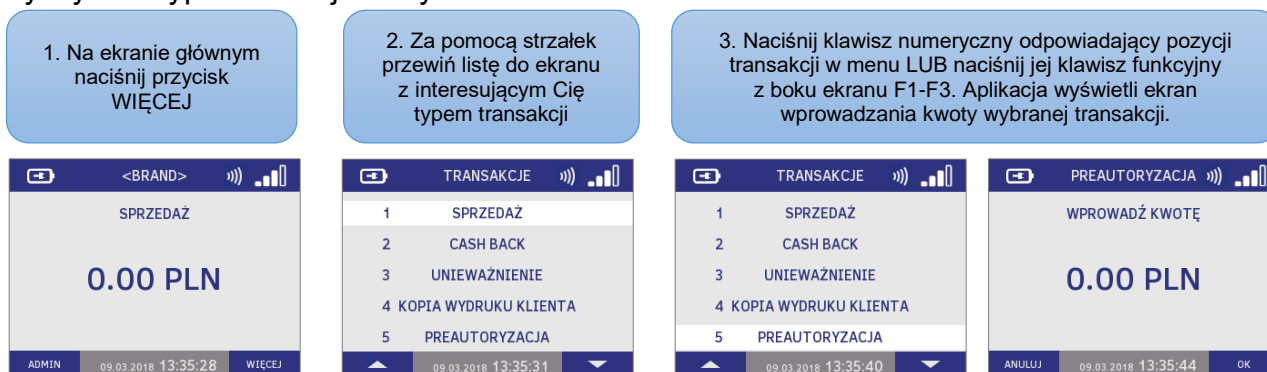 1. Na ekranie głównym
naciśnij przycisk
WIĘCEJ
2. Za pomocą strzałek
przewiń listę do ekranu
z interesującym Cię
typem transakcji
3. Naciśnij klawisz numeryczny odpowiadający pozycji
transakcji w menu LUB naciśnij jej klawisz funkcyjny
z boku ekranu F1-F3. Aplikacja wyświetli ekran
wprowadzania kwoty wybranej transakcji.
<BRAND>
SPRZEDAŻ
0.00 PLN
ADMIN 09.03.2018 13:35:28 WIĘCEJ
TRANSAKCJE
1 SPRZEDAŻ
2 CASH BACK
3 UNIEWAŻNIENIE
4 KOPIA WYDRUKU KLIENTA
5 PREAUTORYZACJA
09.03.2018 13:35:31
TRANSAKCJE
1 SPRZEDAŻ
2 CASH BACK
3 UNIEWAŻNIENIE
4 KOPIA WYDRUKU KLIENTA
5 PREAUTORYZACJA
09.03.2018 13:35:40
PREAUTORYZACJA
WPROWADŹ KWOTĘ
0.00 PLN
ANULUJ 09.03.2018 13:35:44 OK